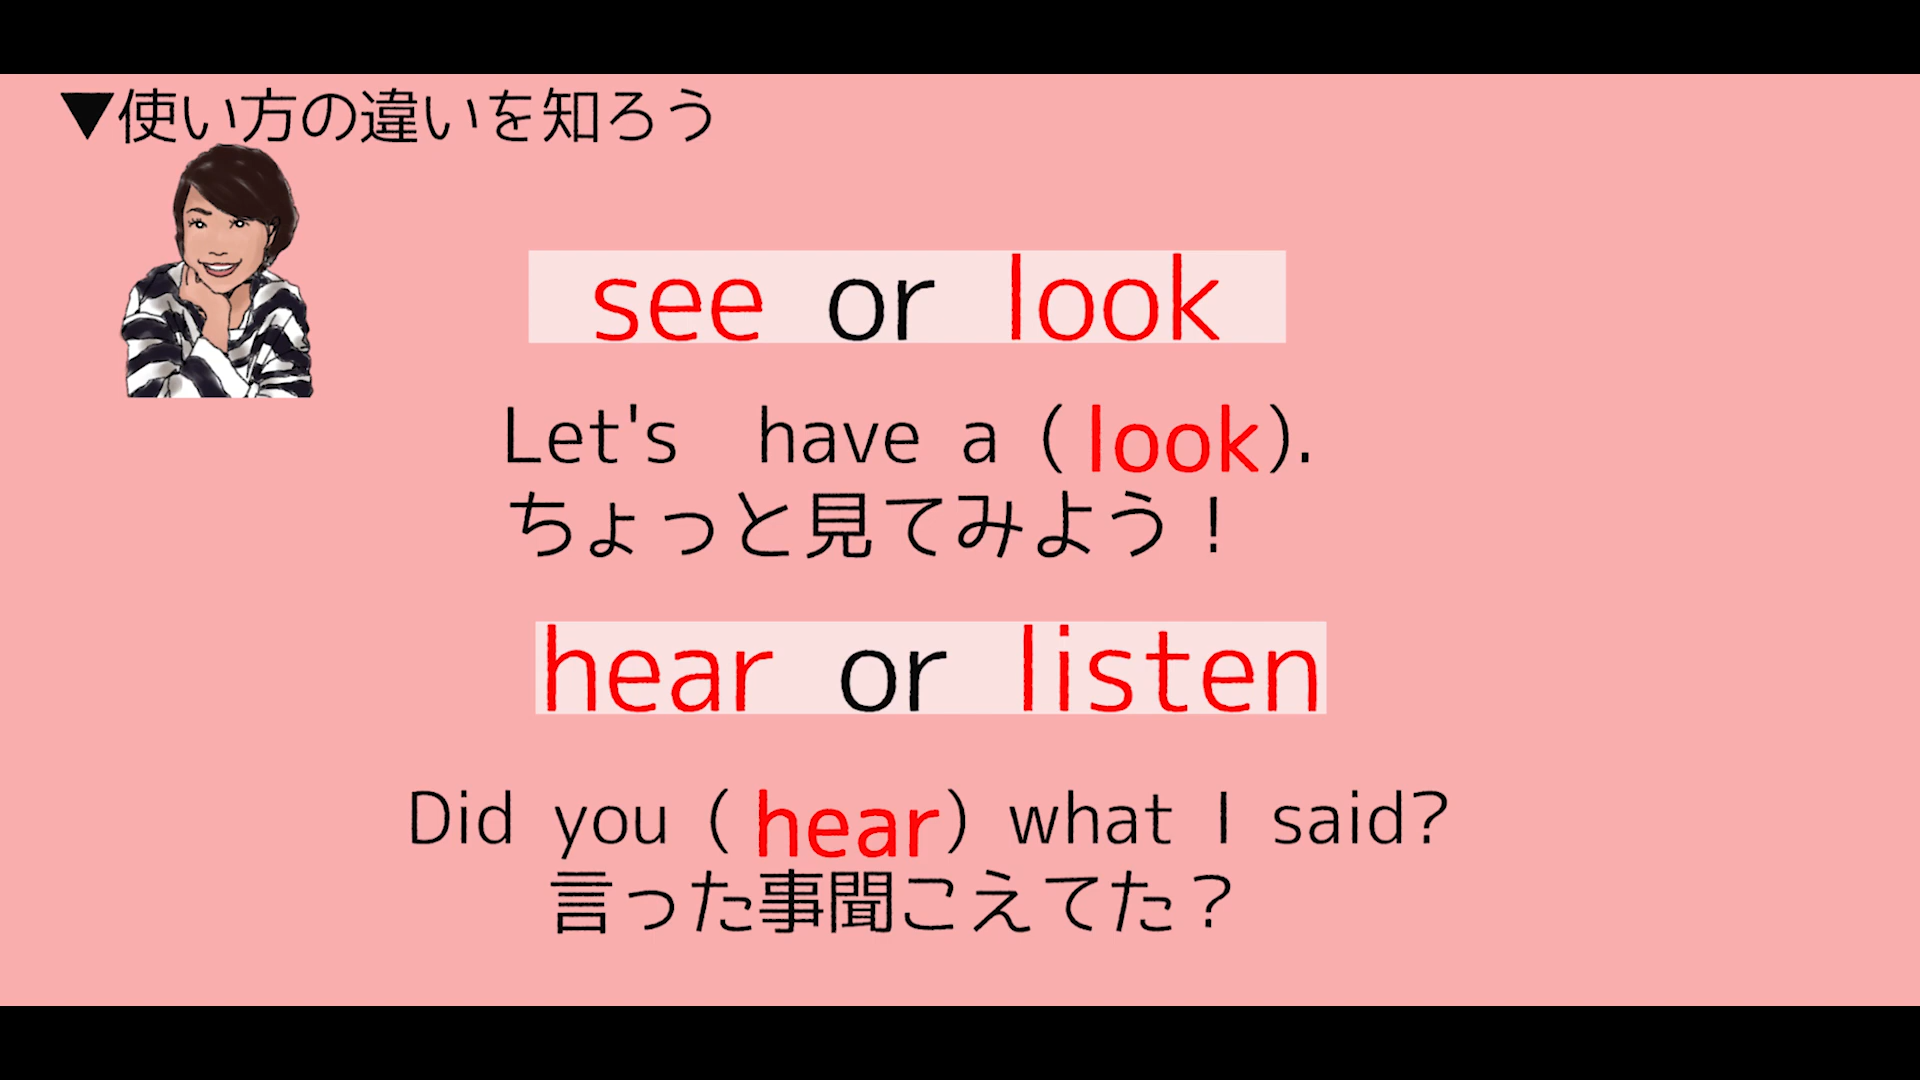 ▼使い方の違いを知ろう
see or look
Let's have a (look).
ちょっと見てみよう！
hear or listen
Did you (hear) what I said?
言った事聞こえてた？